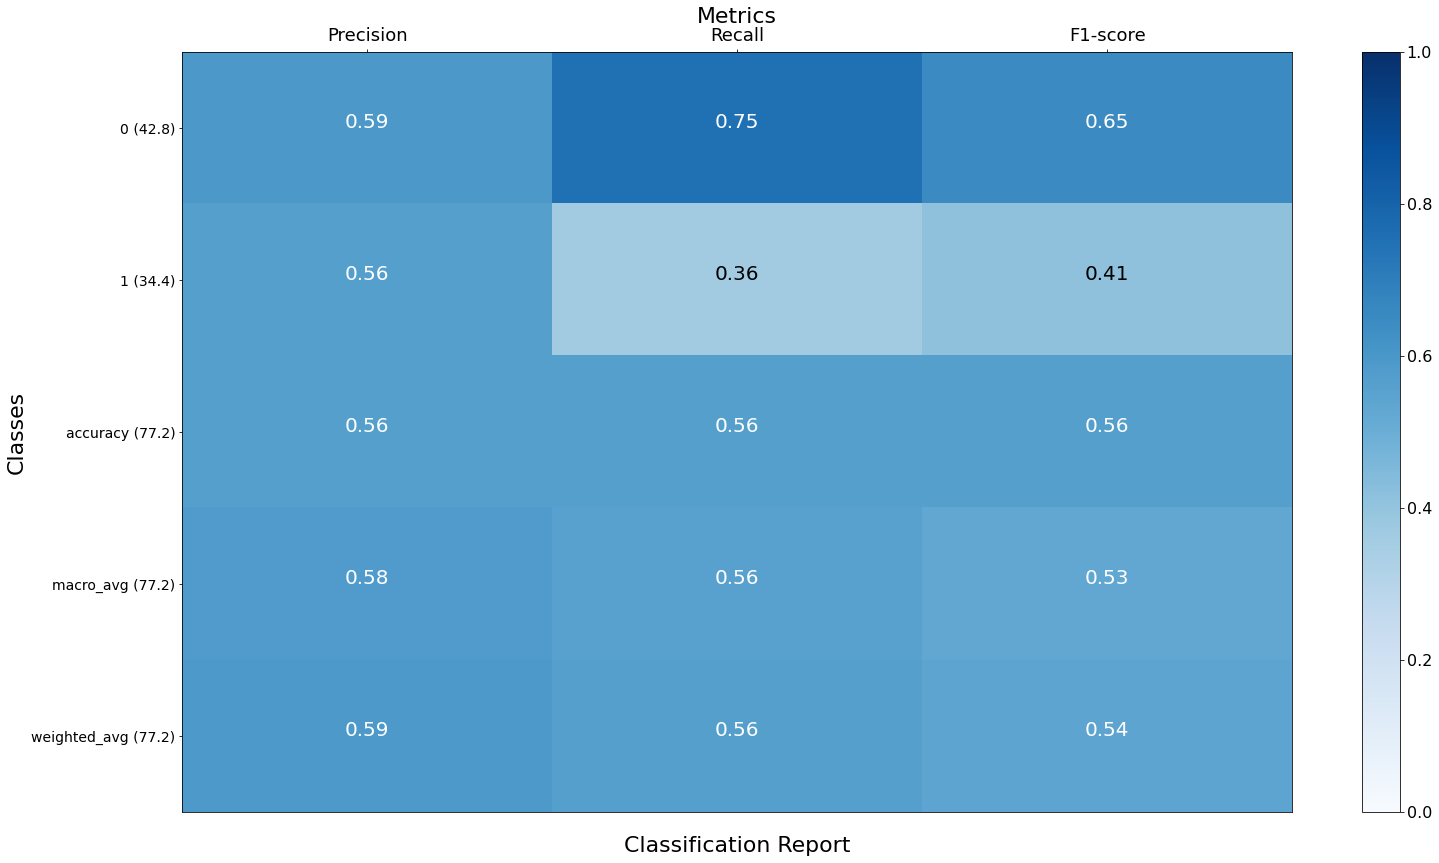 Metrics
Precision Recall F1-score
0 (42.8) 0.59 0.75 0.65
1 (34.4) 0.56 0.36 0.41
accuracy (77.2) 0.56 0.56 0.56
macro_avg (77.2) 0.58 0.56 0.53
weighted_avg (77.2) 0.59 0.56 0.54
Classes
Classification Report
1.0
0.8
0.6
0.4
0.2
0.0